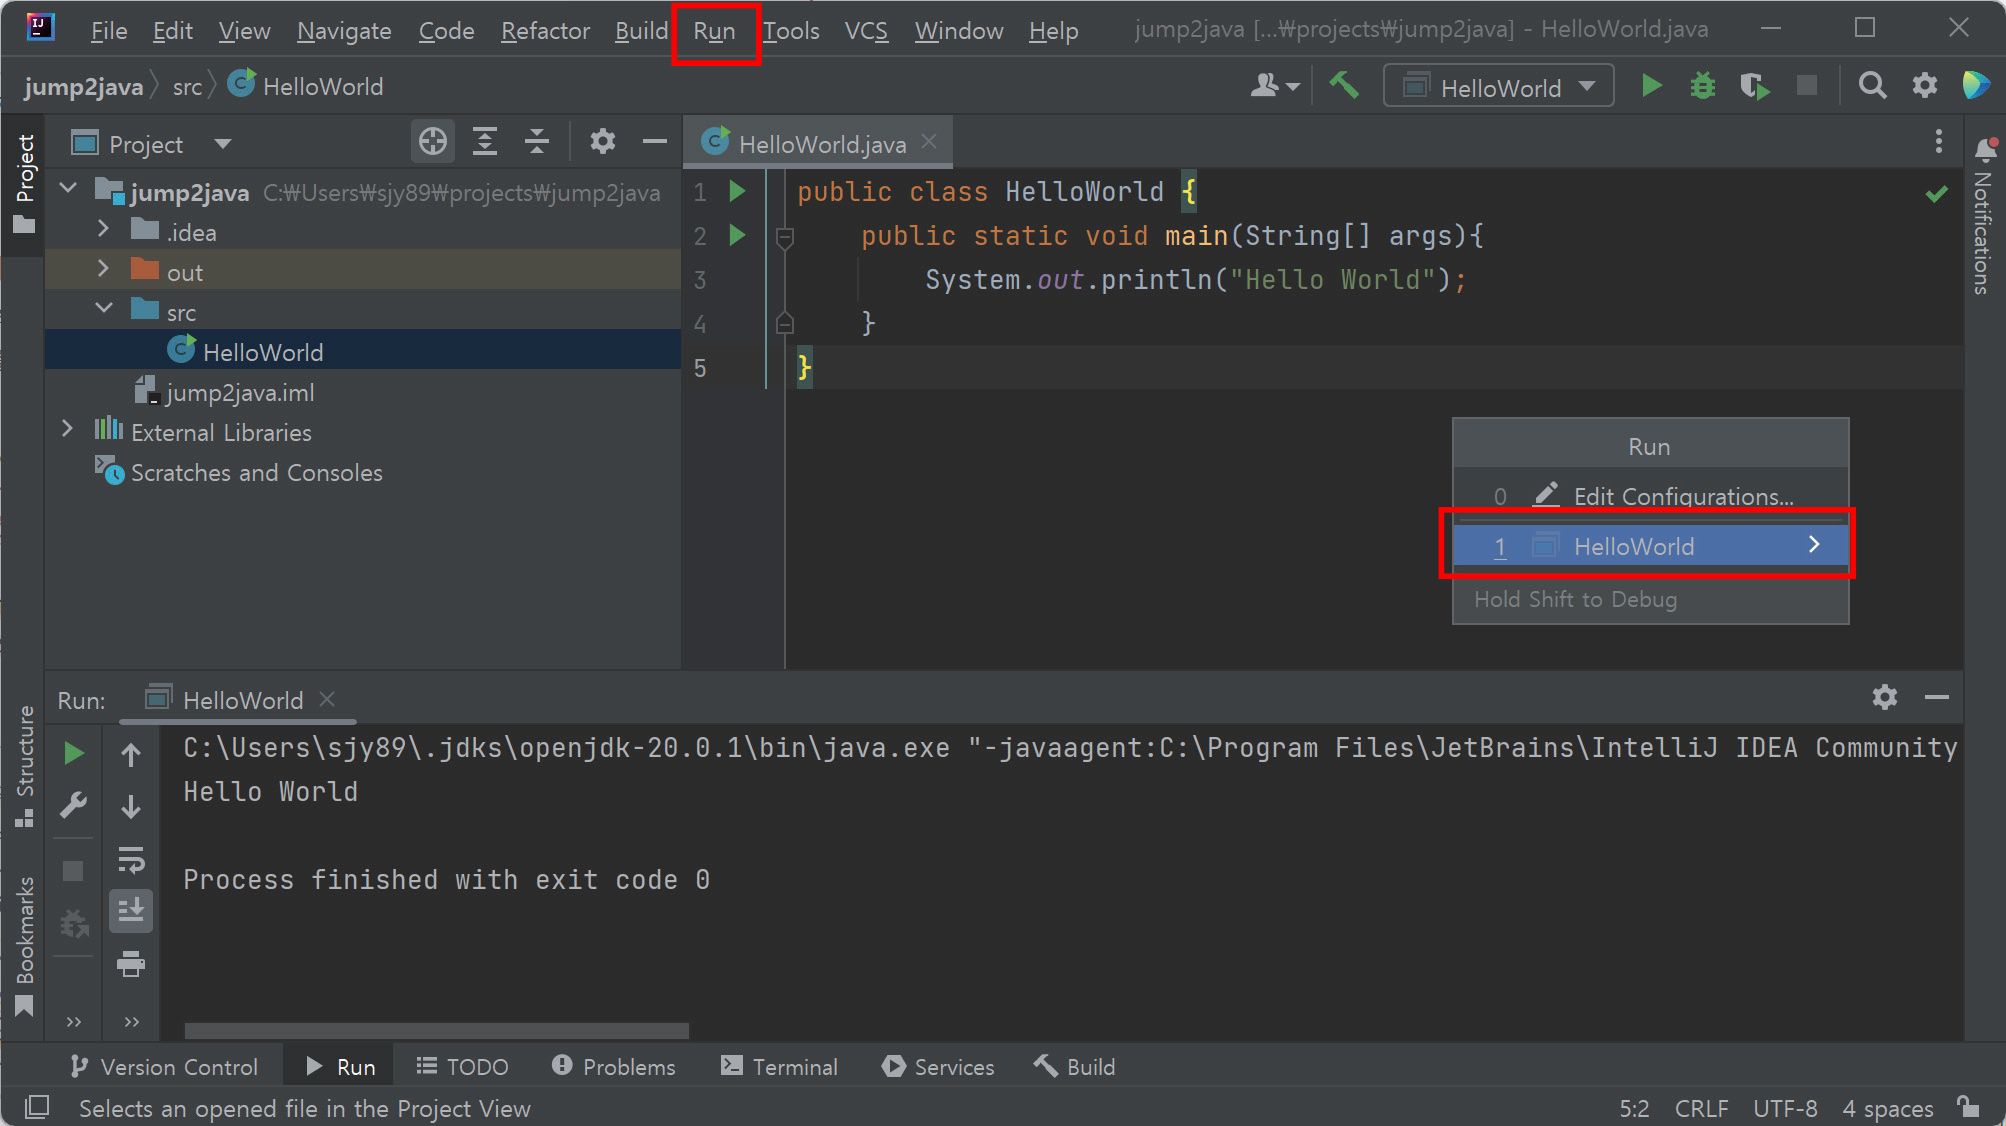 IJ
File Edit View Navigate Code Refactor Build Run Tools VCS Window Help jump2java [...₩projects₩jump2java] - HelloWorld.java
jump2java src C HelloWorld
HelloWorld
Project
Project
HelloWorld.java
jump2java C:₩Users₩sjy89₩projects₩jump2java
.idea
out
src
HelloWorld
jump2java.iml
External Libraries
Scratches and Consoles
1 public class HelloWorld {
2 public static void main(String[] args){
3 System.out.println("Hello World");
4 }
5 }
Notifications
Run
0 Edit Configurations...
1 HelloWorld
Hold Shift to Debug
Structure
Bookmarks
Run: HelloWorld
C:\Users\sjy89\.jdks\openjdk-20.0.1\bin\java.exe "-javaagent:C:\Program Files\JetBrains\IntelliJ IDEA Community
Hello World
Process finished with exit code 0
Version Control Run TODO Problems Terminal Services Build
Selects an opened file in the Project View
5:2 CRLF UTF-8 4 spaces